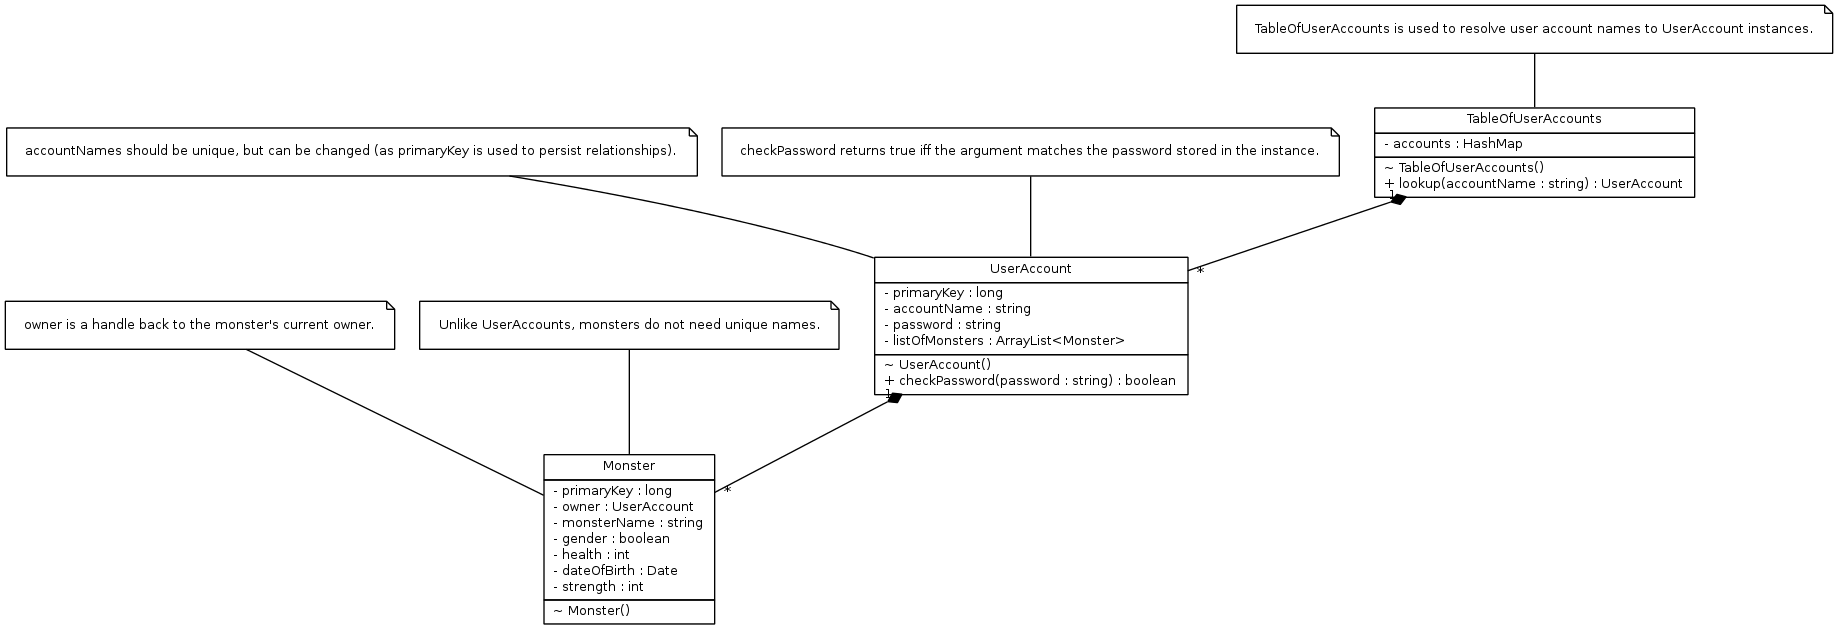 TableOfUserAccounts is used to resolve user account names to UserAccount instances.
TableOfUserAccounts
- accounts : HashMap
~ TableOfUserAccounts()
+ lookup(accountName : string) : UserAccount
1
*
accountNames should be unique, but can be changed (as primaryKey is used to persist relationships).
checkPassword returns true iff the argument matches the password stored in the instance.
UserAccount
- primaryKey : long
- accountName : string
- password : string
- listOfMonsters : ArrayList<Monster>
~ UserAccount()
+ checkPassword(password : string) : boolean
1
*
owner is a handle back to the monster's current owner.
Unlike UserAccounts, monsters do not need unique names.
Monster
- primaryKey : long
- owner : UserAccount
- monsterName : string
- gender : boolean
- health : int
- dateOfBirth : Date
- strength : int
~ Monster()